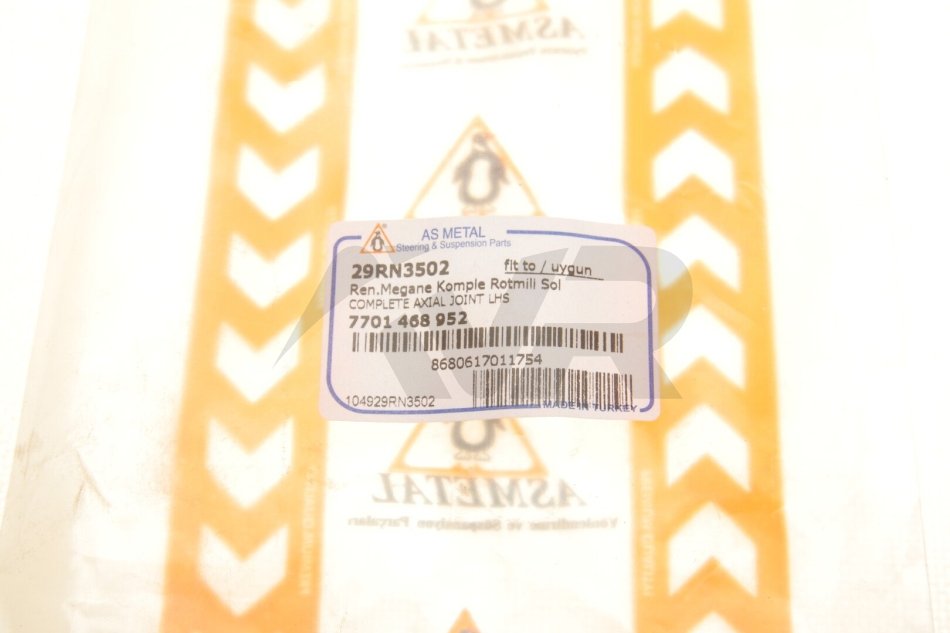 ASMETAL
AS METAL
Steering & Suspension Parts
29RN3502 fit to / uygun
Ren.Megane Komple Rotmili Sol
COMPLETE AXIAL JOINT LHS
7701 468 952
8680617011754
104929RN3502 MADE IN TURKEY
ASMETAL
Yönlendirme ve Süspansiyon Parçaları